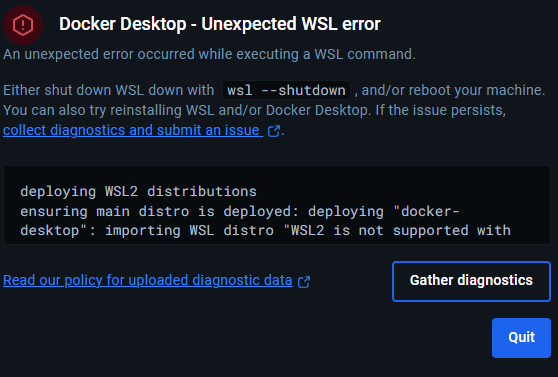 Docker Desktop - Unexpected WSL error
An unexpected error occurred while executing a WSL command.
Either shut down WSL down with wsl --shutdown , and/or reboot your machine.
You can also try reinstalling WSL and/or Docker Desktop. If the issue persists,
collect diagnostics and submit an issue .
deploying WSL2 distributions
ensuring main distro is deployed: deploying "docker-
desktop": importing WSL distro "WSL2 is not supported with
Read our policy for uploaded diagnostic data
Gather diagnostics
Quit